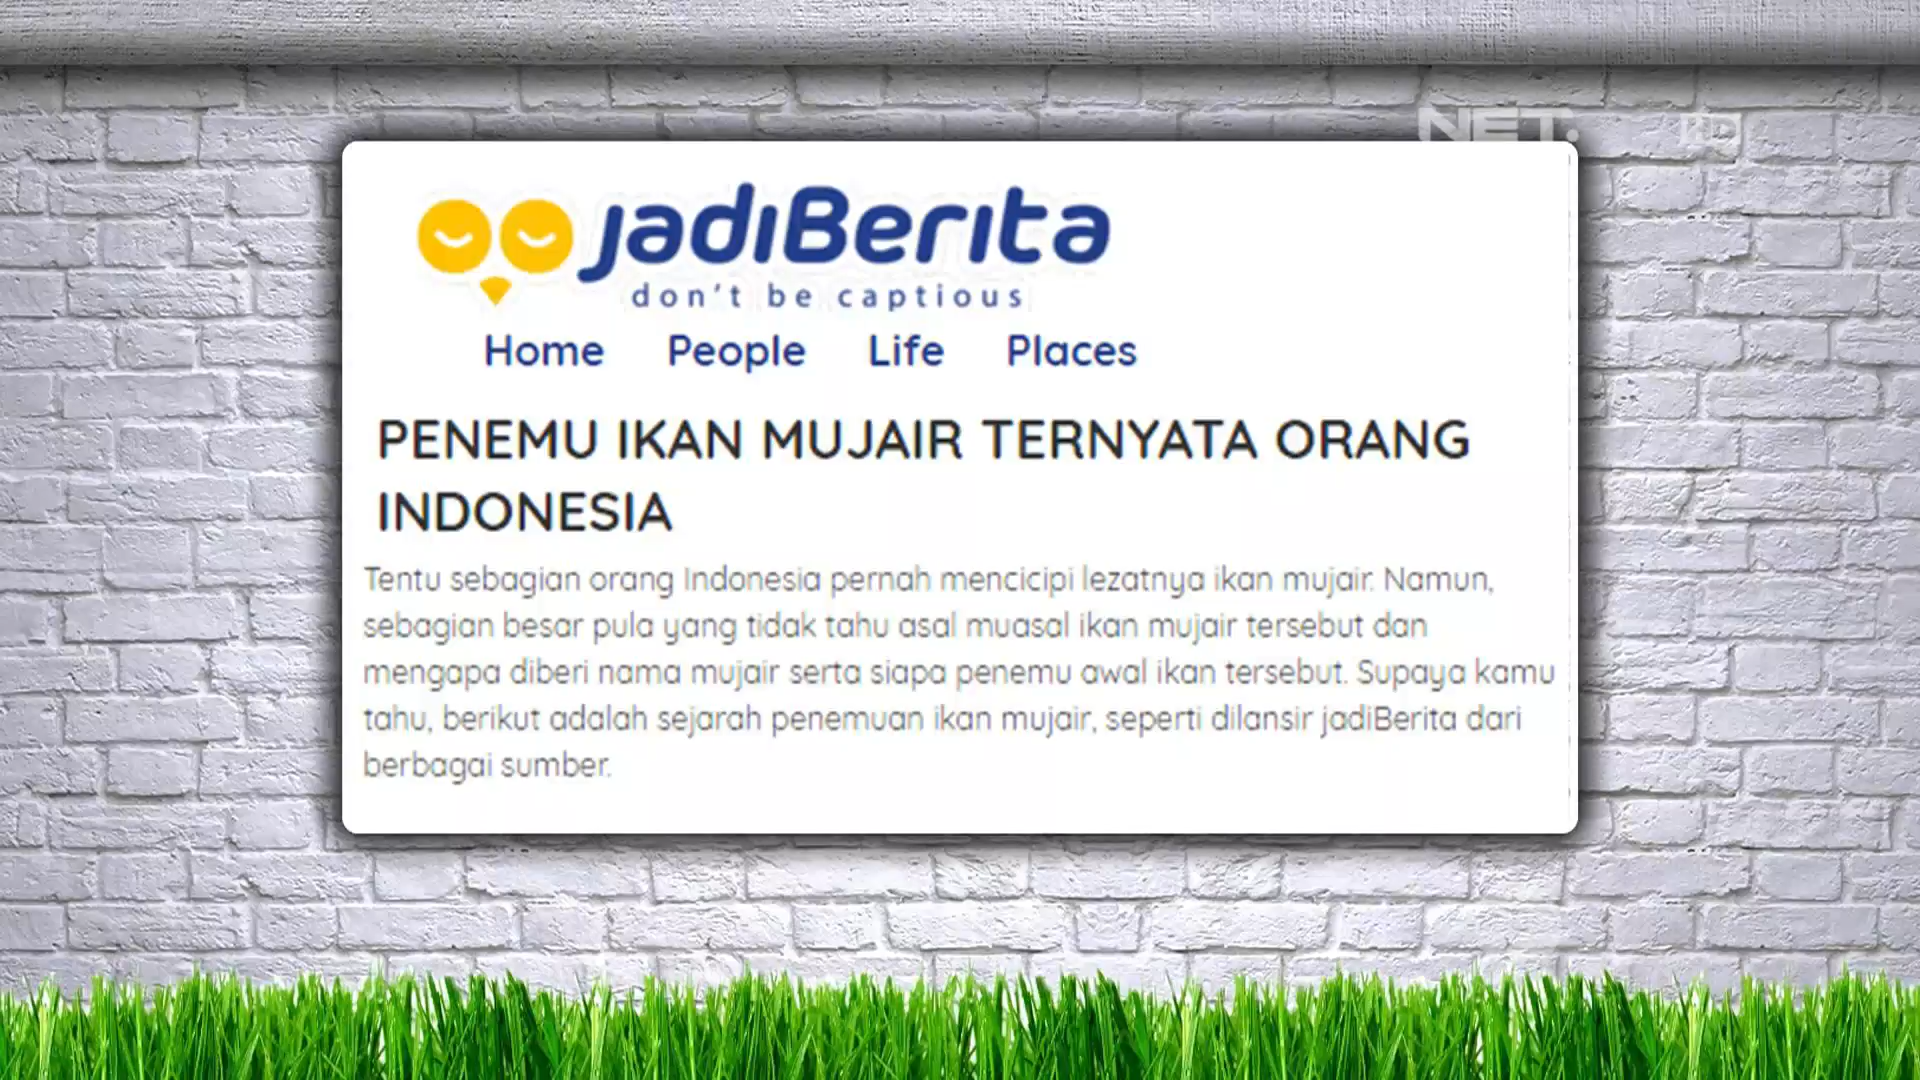 NET.
HD
jadiBerita
don't be captious
Home People Life Places
PENEMU IKAN MUJAIR TERNYATA ORANG
INDONESIA
Tentu sebagian orang Indonesia pernah mencicipi lezatnya ikan mujair. Namun,
sebagian besar pula yang tidak tahu asal muasal ikan mujair tersebut dan
mengapa diberi nama mujair serta siapa penemu awal ikan tersebut. Supaya kamu
tahu, berikut adalah sejarah penemuan ikan mujair, seperti dilansir jadiBerita dari
berbagai sumber.